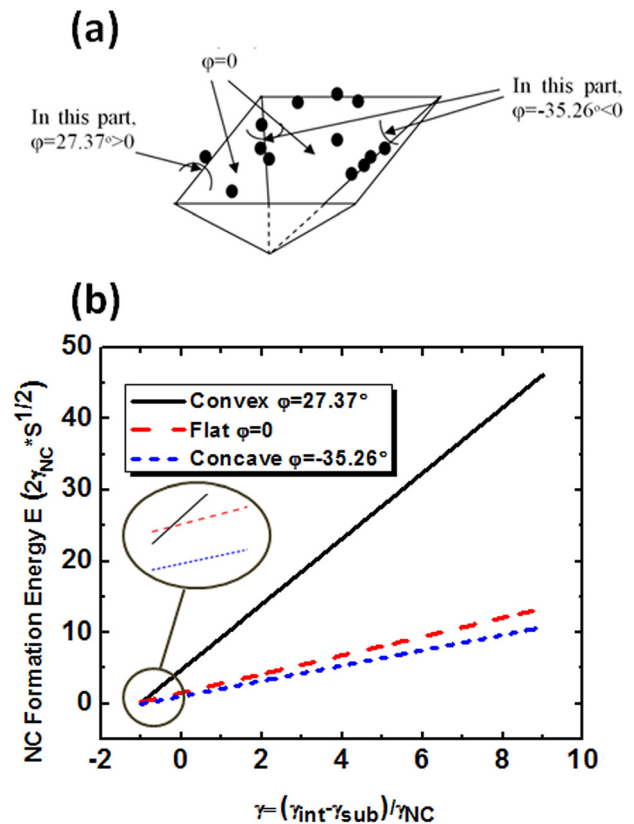 (a)
φ=0
In this part,
φ=27.37°>0
In this part,
φ=-35.26°<0
(b)
NC Formation Energy E (2γNC*S1/2)
50
40
30
20
10
0
Convex φ=27.37°
Flat φ=0
Concave φ=-35.26°
-2 0 2 4 6 8 10
γ=(γint-γsub)/γNC